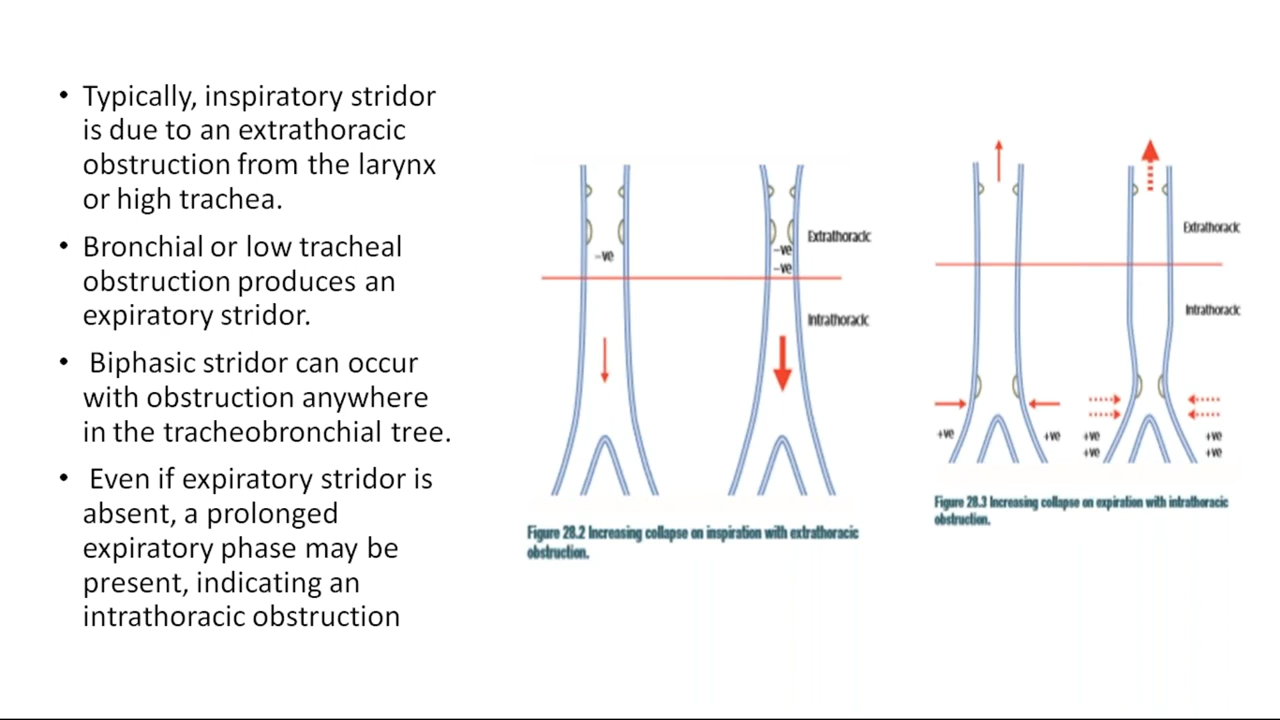 • Typically, inspiratory stridor
is due to an extrathoracic
obstruction from the larynx
or high trachea.
• Bronchial or low tracheal
obstruction produces an
expiratory stridor.
• Biphasic stridor can occur
with obstruction anywhere
in the tracheobronchial tree.
• Even if expiratory stridor is
absent, a prolonged
expiratory phase may be
present, indicating an
intrathoracic obstruction
−ve
−ve
−ve
Extrathoracic
Intrathoracic
Figure 28.2 Increasing collapse on inspiration with extrathoracic
obstruction.
Extrathoracic
Intrathoracic
+ve
+ve
+ve
+ve
+ve
+ve
Figure 28.3 Increasing collapse on expiration with intrathoracic
obstruction.